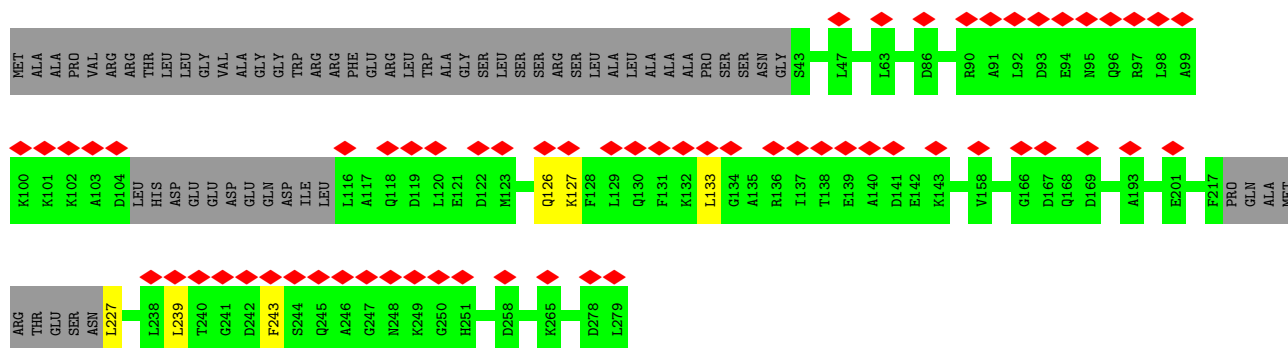 MET ALA ALA PRO VAL ARG ARG THR LEU LEU GLY VAL ALA GLY GLY TRP ARG ARG PHE GLU ARG LEU TRP ALA GLY SER LEU SER SER ARG SER LEU ALA LEU ALA ALA ALA PRO SER SER ASN GLY S43 L47 L63 D86 R90 A91 L92 D93 E94 N95 Q96 R97 L98 A99
K100 K101 K102 A103 D104 LEU HIS ASP GLU GLU ASP GLU GLN ASP ILE LEU L116 A117 Q118 D119 L120 E121 D122 M123 Q126 K127 F128 L129 Q130 F131 K132 L133 G134 A135 R136 I137 T138 E139 A140 D141 E142 K143 V158 G166 D167 Q168 D169 A193 E201 F217 PRO GLN ALA MET
ARG THR GLU SER ASN L227 L238 L239 T240 G241 D242 F243 S244 Q245 A246 G247 N248 K249 G250 H251 D258 K265 D278 L279